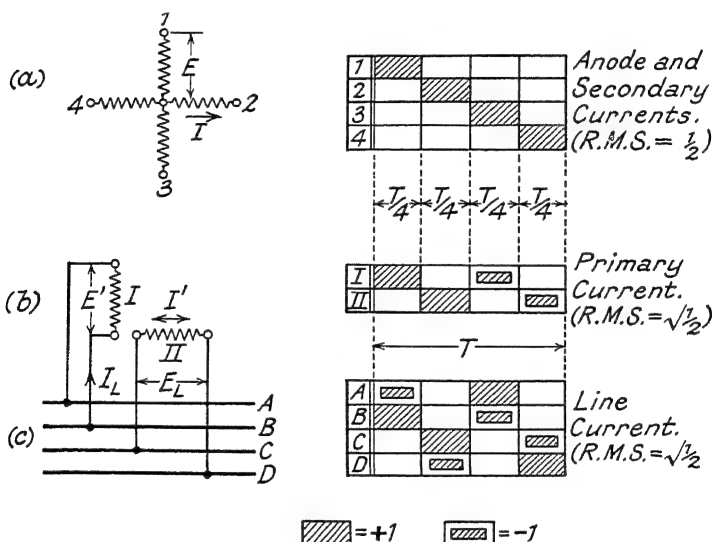 (a)
1
E
4
2
I
3
1
2
3
4
Anode and
Secondary
Currents.
(R.M.S.= 1/2)
T/4 T/4 T/4 T/4
(b)
E'
I
I'
II
I
II
Primary
Current.
(R.M.S.=√1/2)
T
(c)
I_L
E_L
A
B
C
D
A
B
C
D
Line
Current.
(R.M.S.=√1/2
=+1
=-1